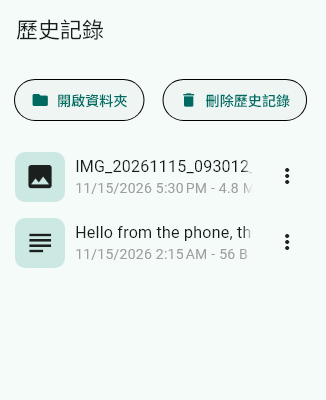 歷史記錄
開啟資料夾
刪除歷史記錄
IMG_20261115_093012
11/15/2026 5:30 PM - 4.8 M
Hello from the phone, th
11/15/2026 2:15 AM - 56 B